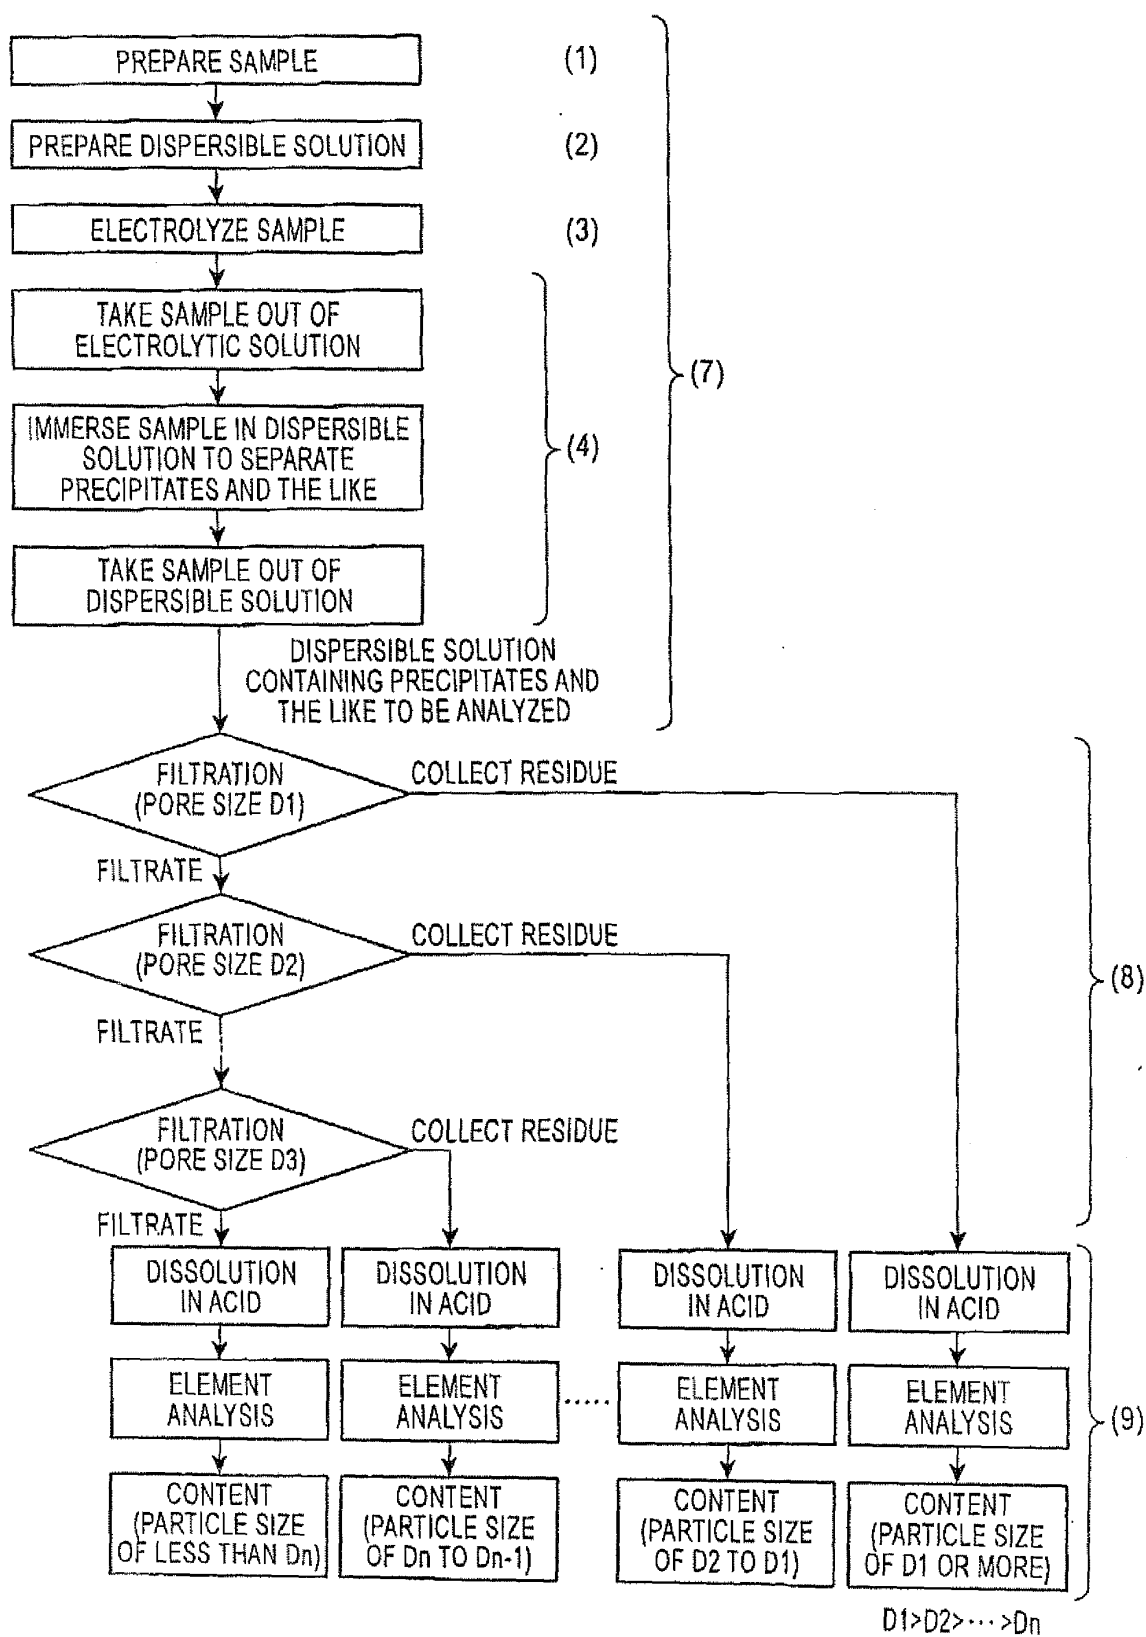 PREPARE SAMPLE
(1)
PREPARE DISPERSIBLE SOLUTION
(2)
ELECTROLYZE SAMPLE
(3)
TAKE SAMPLE OUT OF
ELECTROLYTIC SOLUTION
(7)
IMMERSE SAMPLE IN DISPERSIBLE
SOLUTION TO SEPARATE
PRECIPITATES AND THE LIKE
(4)
TAKE SAMPLE OUT OF
DISPERSIBLE SOLUTION
DISPERSIBLE SOLUTION
CONTAINING PRECIPITATES AND
THE LIKE TO BE ANALYZED
FILTRATION
(PORE SIZE D1)
COLLECT RESIDUE
FILTRATE
FILTRATION
(PORE SIZE D2)
COLLECT RESIDUE
(8)
FILTRATE
FILTRATION
(PORE SIZE D3)
COLLECT RESIDUE
FILTRATE
DISSOLUTION
IN ACID
DISSOLUTION
IN ACID
DISSOLUTION
IN ACID
DISSOLUTION
IN ACID
ELEMENT
ANALYSIS
ELEMENT
ANALYSIS
.....
ELEMENT
ANALYSIS
ELEMENT
ANALYSIS
(9)
CONTENT
(PARTICLE SIZE
OF LESS THAN Dn)
CONTENT
(PARTICLE SIZE
OF Dn TO Dn-1)
CONTENT
(PARTICLE SIZE
OF D2 TO D1)
CONTENT
(PARTICLE SIZE
OF D1 OR MORE)
D1>D2>····>Dn